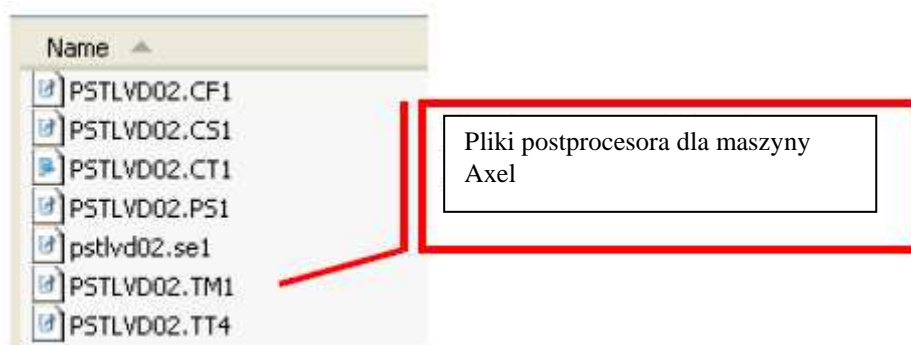 Name
PSTLVD02.CF1
PSTLVD02.CS1
PSTLVD02.CT1
PSTLVD02.PS1
pstlvd02.se1
PSTLVD02.TM1
PSTLVD02.TT4
Pliki postprocesora dla maszyny
Axel